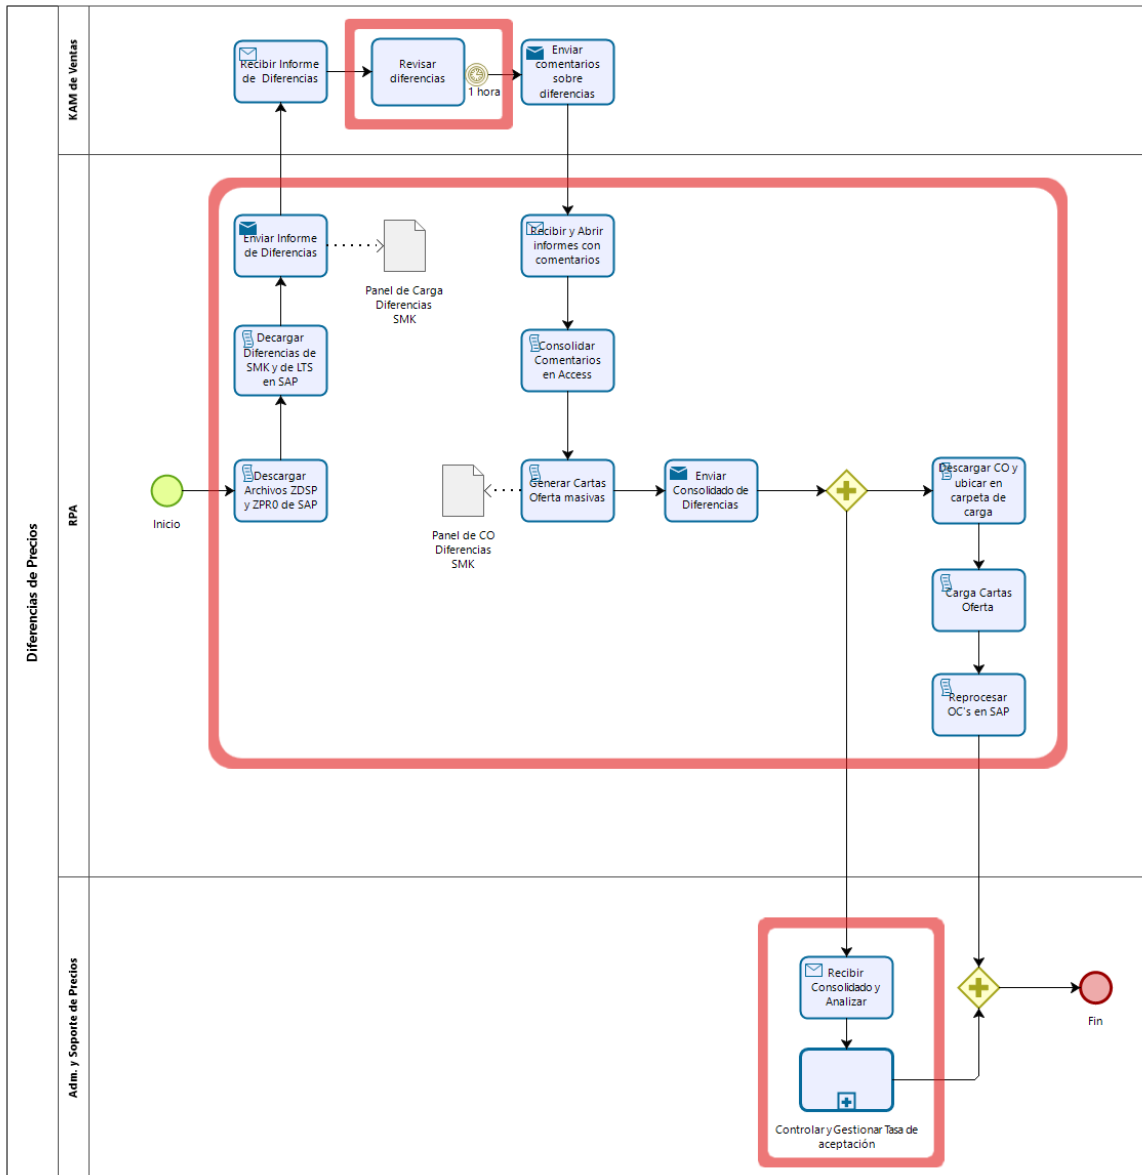 Diferencias de Precios
KAM de Ventas
Recibir Informe
de Diferencias
Revisar
diferencias
1 hora
Enviar
comentarios
sobre
diferencias
RPA
Enviar Informe
de Diferencias
Panel de Carga
Diferencias
SMK
Recibir y Abrir
informes con
comentarios
Decargar
Diferencias de
SMK y de LTS
en SAP
Consolidar
Comentarios
en Access
Inicio
Descargar
Archivos ZDSP
y ZPR0 de SAP
Panel de CO
Diferencias
SMK
Generar Cartas
Oferta masivas
Enviar
Consolidado de
Diferencias
Descargar CO y
ubicar en
carpeta de
carga
Carga Cartas
Oferta
Reprocesar
OC's en SAP
Adm. y Soporte de Precios
Recibir
Consolidado y
Analizar
Controlar y Gestionar Tasa de
aceptación
Fin